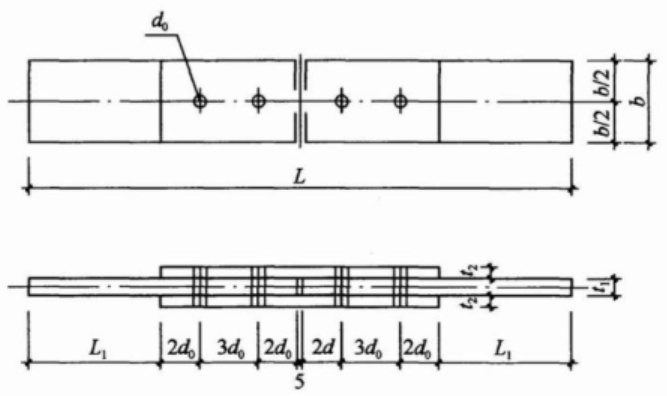 d₀
b/2
b/2
b
L
t₂
t₂
t₁
L₁ 2d₀ 3d₀ 2d₀ 2d 3d₀ 2d₀ L₁
5